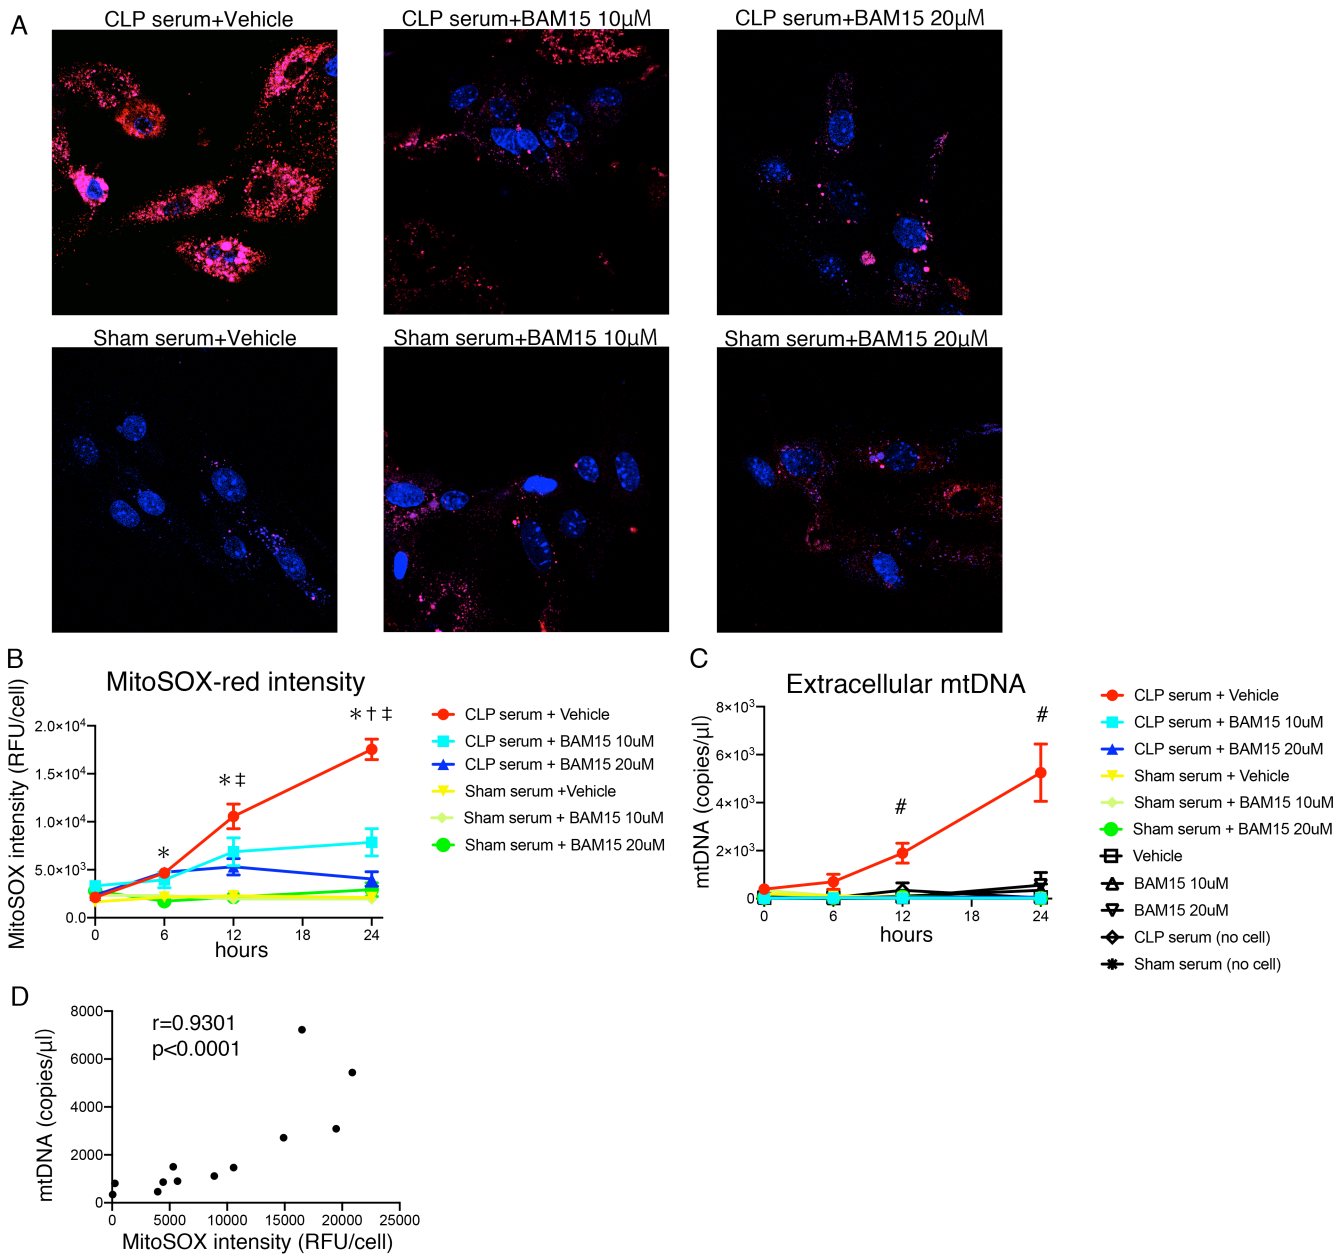 A
CLP serum+Vehicle
CLP serum+BAM15 10μM
CLP serum+BAM15 20μM
Sham serum+Vehicle
Sham serum+BAM15 10μM
Sham serum+BAM15 20μM
B
MitoSOX-red intensity
MitoSOX intensity (RFU/cell)
2.0×10⁴
1.5×10⁴
1.0×10⁴
5.0×10³
0.0
0 6 12 18 24
hours
*
*‡
*†‡
CLP serum + Vehicle
CLP serum + BAM15 10uM
CLP serum + BAM15 20uM
Sham serum +Vehicle
Sham serum + BAM15 10uM
Sham serum + BAM15 20uM
C
Extracellular mtDNA
mtDNA (copies/μl)
8×10³
6×10³
4×10³
2×10³
0
0 6 12 18 24
hours
#
#
CLP serum + Vehicle
CLP serum + BAM15 10uM
CLP serum + BAM15 20uM
Sham serum + Vehicle
Sham serum + BAM15 10uM
Sham serum + BAM15 20uM
Vehicle
BAM15 10uM
BAM15 20uM
CLP serum (no cell)
Sham serum (no cell)
D
r=0.9301
p<0.0001
mtDNA (copies/μl)
8000
6000
4000
2000
0
0 5000 10000 15000 20000 25000
MitoSOX intensity (RFU/cell)